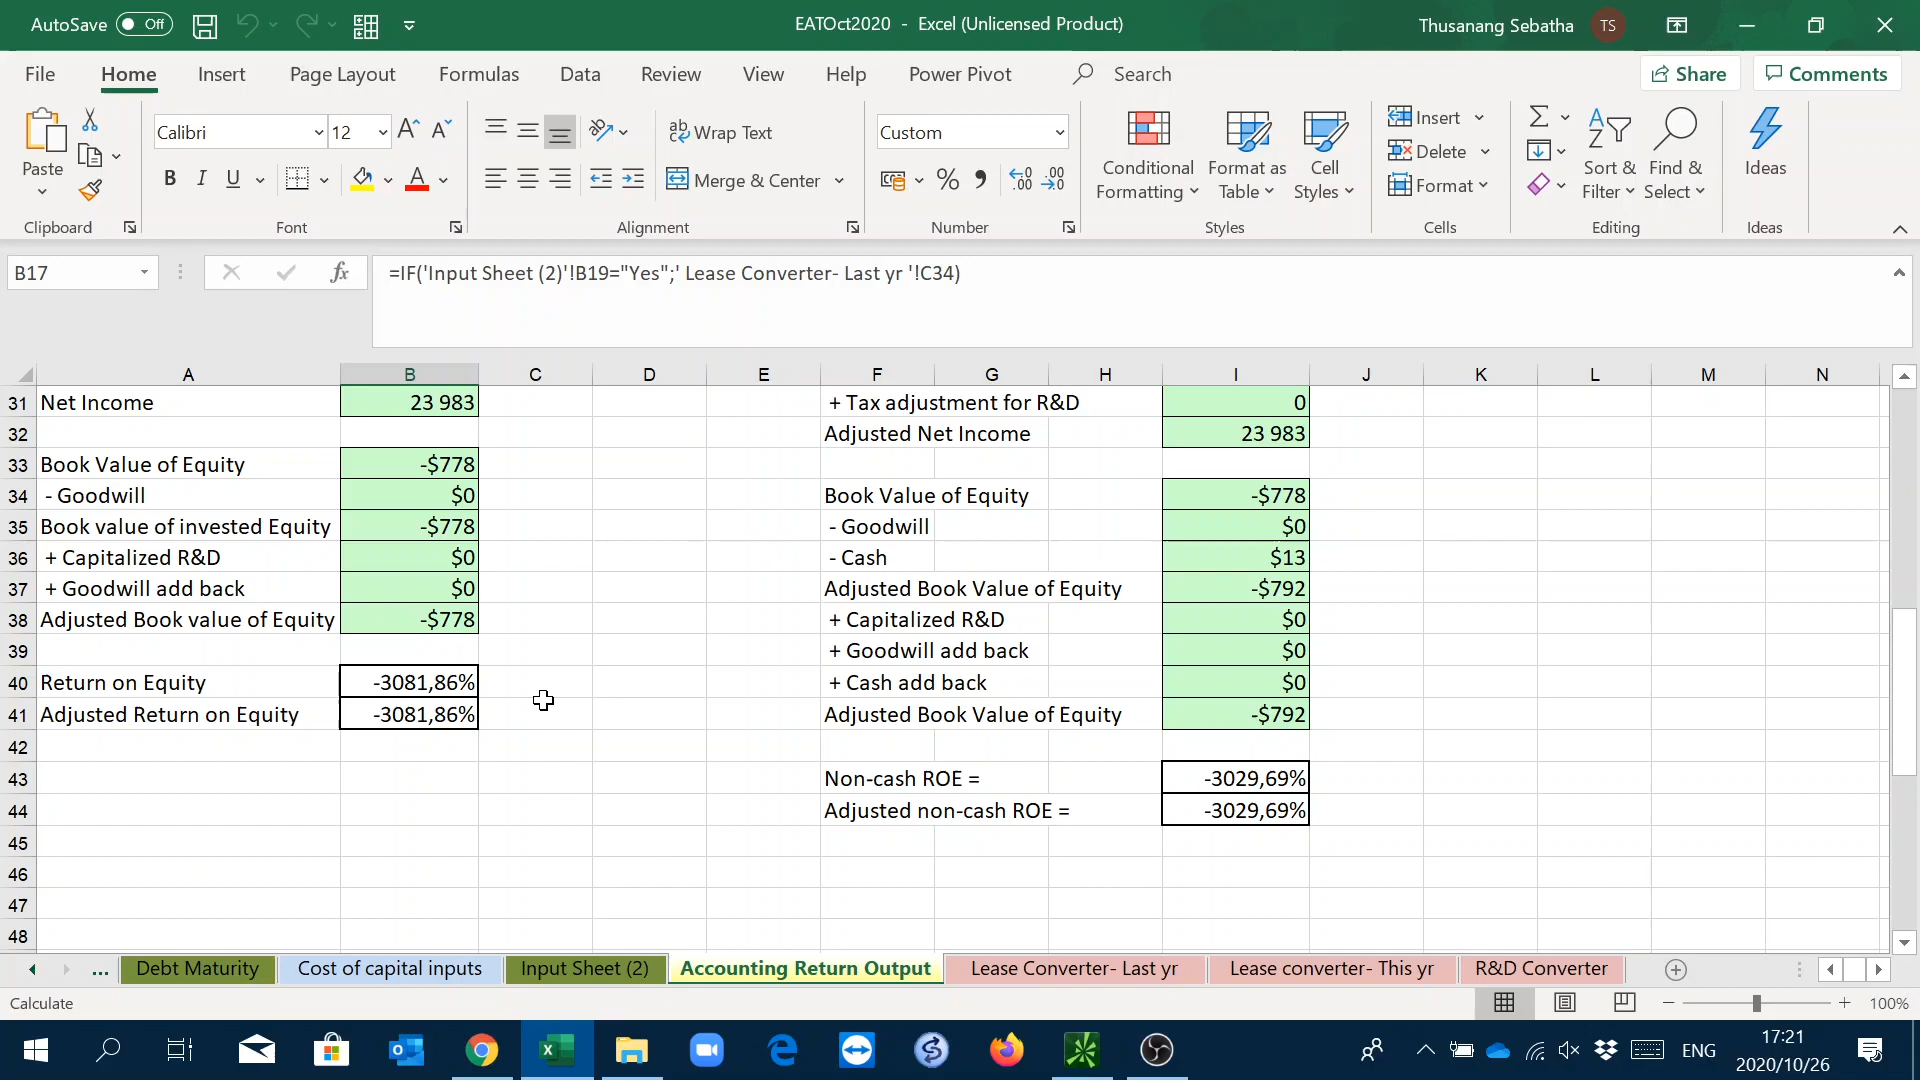 AutoSave Off
EATOct2020 - Excel (Unlicensed Product)
Thusanang Sebatha TS
File Home Insert Page Layout Formulas Data Review View Help Power Pivot Search Share Comments
Paste
Clipboard
Calibri 12
B I U
Font
ab Wrap Text
Merge & Center
Alignment
Custom
Number
Conditional Formatting
Format as Table
Cell Styles
Styles
Insert
Delete
Format
Cells
Sort & Filter
Find & Select
Editing
Ideas
Ideas
B17 fx =IF('Input Sheet (2)'!B19="Yes";' Lease Converter- Last yr '!C34)
A B C D E F G H I J K L M N
31 Net Income 23 983 + Tax adjustment for R&D 0
32 Adjusted Net Income 23 983
33 Book Value of Equity -$778
34 - Goodwill $0 Book Value of Equity -$778
35 Book value of invested Equity -$778 - Goodwill $0
36 + Capitalized R&D $0 - Cash $13
37 + Goodwill add back $0 Adjusted Book Value of Equity -$792
38 Adjusted Book value of Equity -$778 + Capitalized R&D $0
39 + Goodwill add back $0
40 Return on Equity -3081,86% + Cash add back $0
41 Adjusted Return on Equity -3081,86% Adjusted Book Value of Equity -$792
42
43 Non-cash ROE = -3029,69%
44 Adjusted non-cash ROE = -3029,69%
45
46
47
48
... Debt Maturity Cost of capital inputs Input Sheet (2) Accounting Return Output Lease Converter- Last yr Lease converter- This yr R&D Converter
Calculate 100%
ENG
17:21
2020/10/26